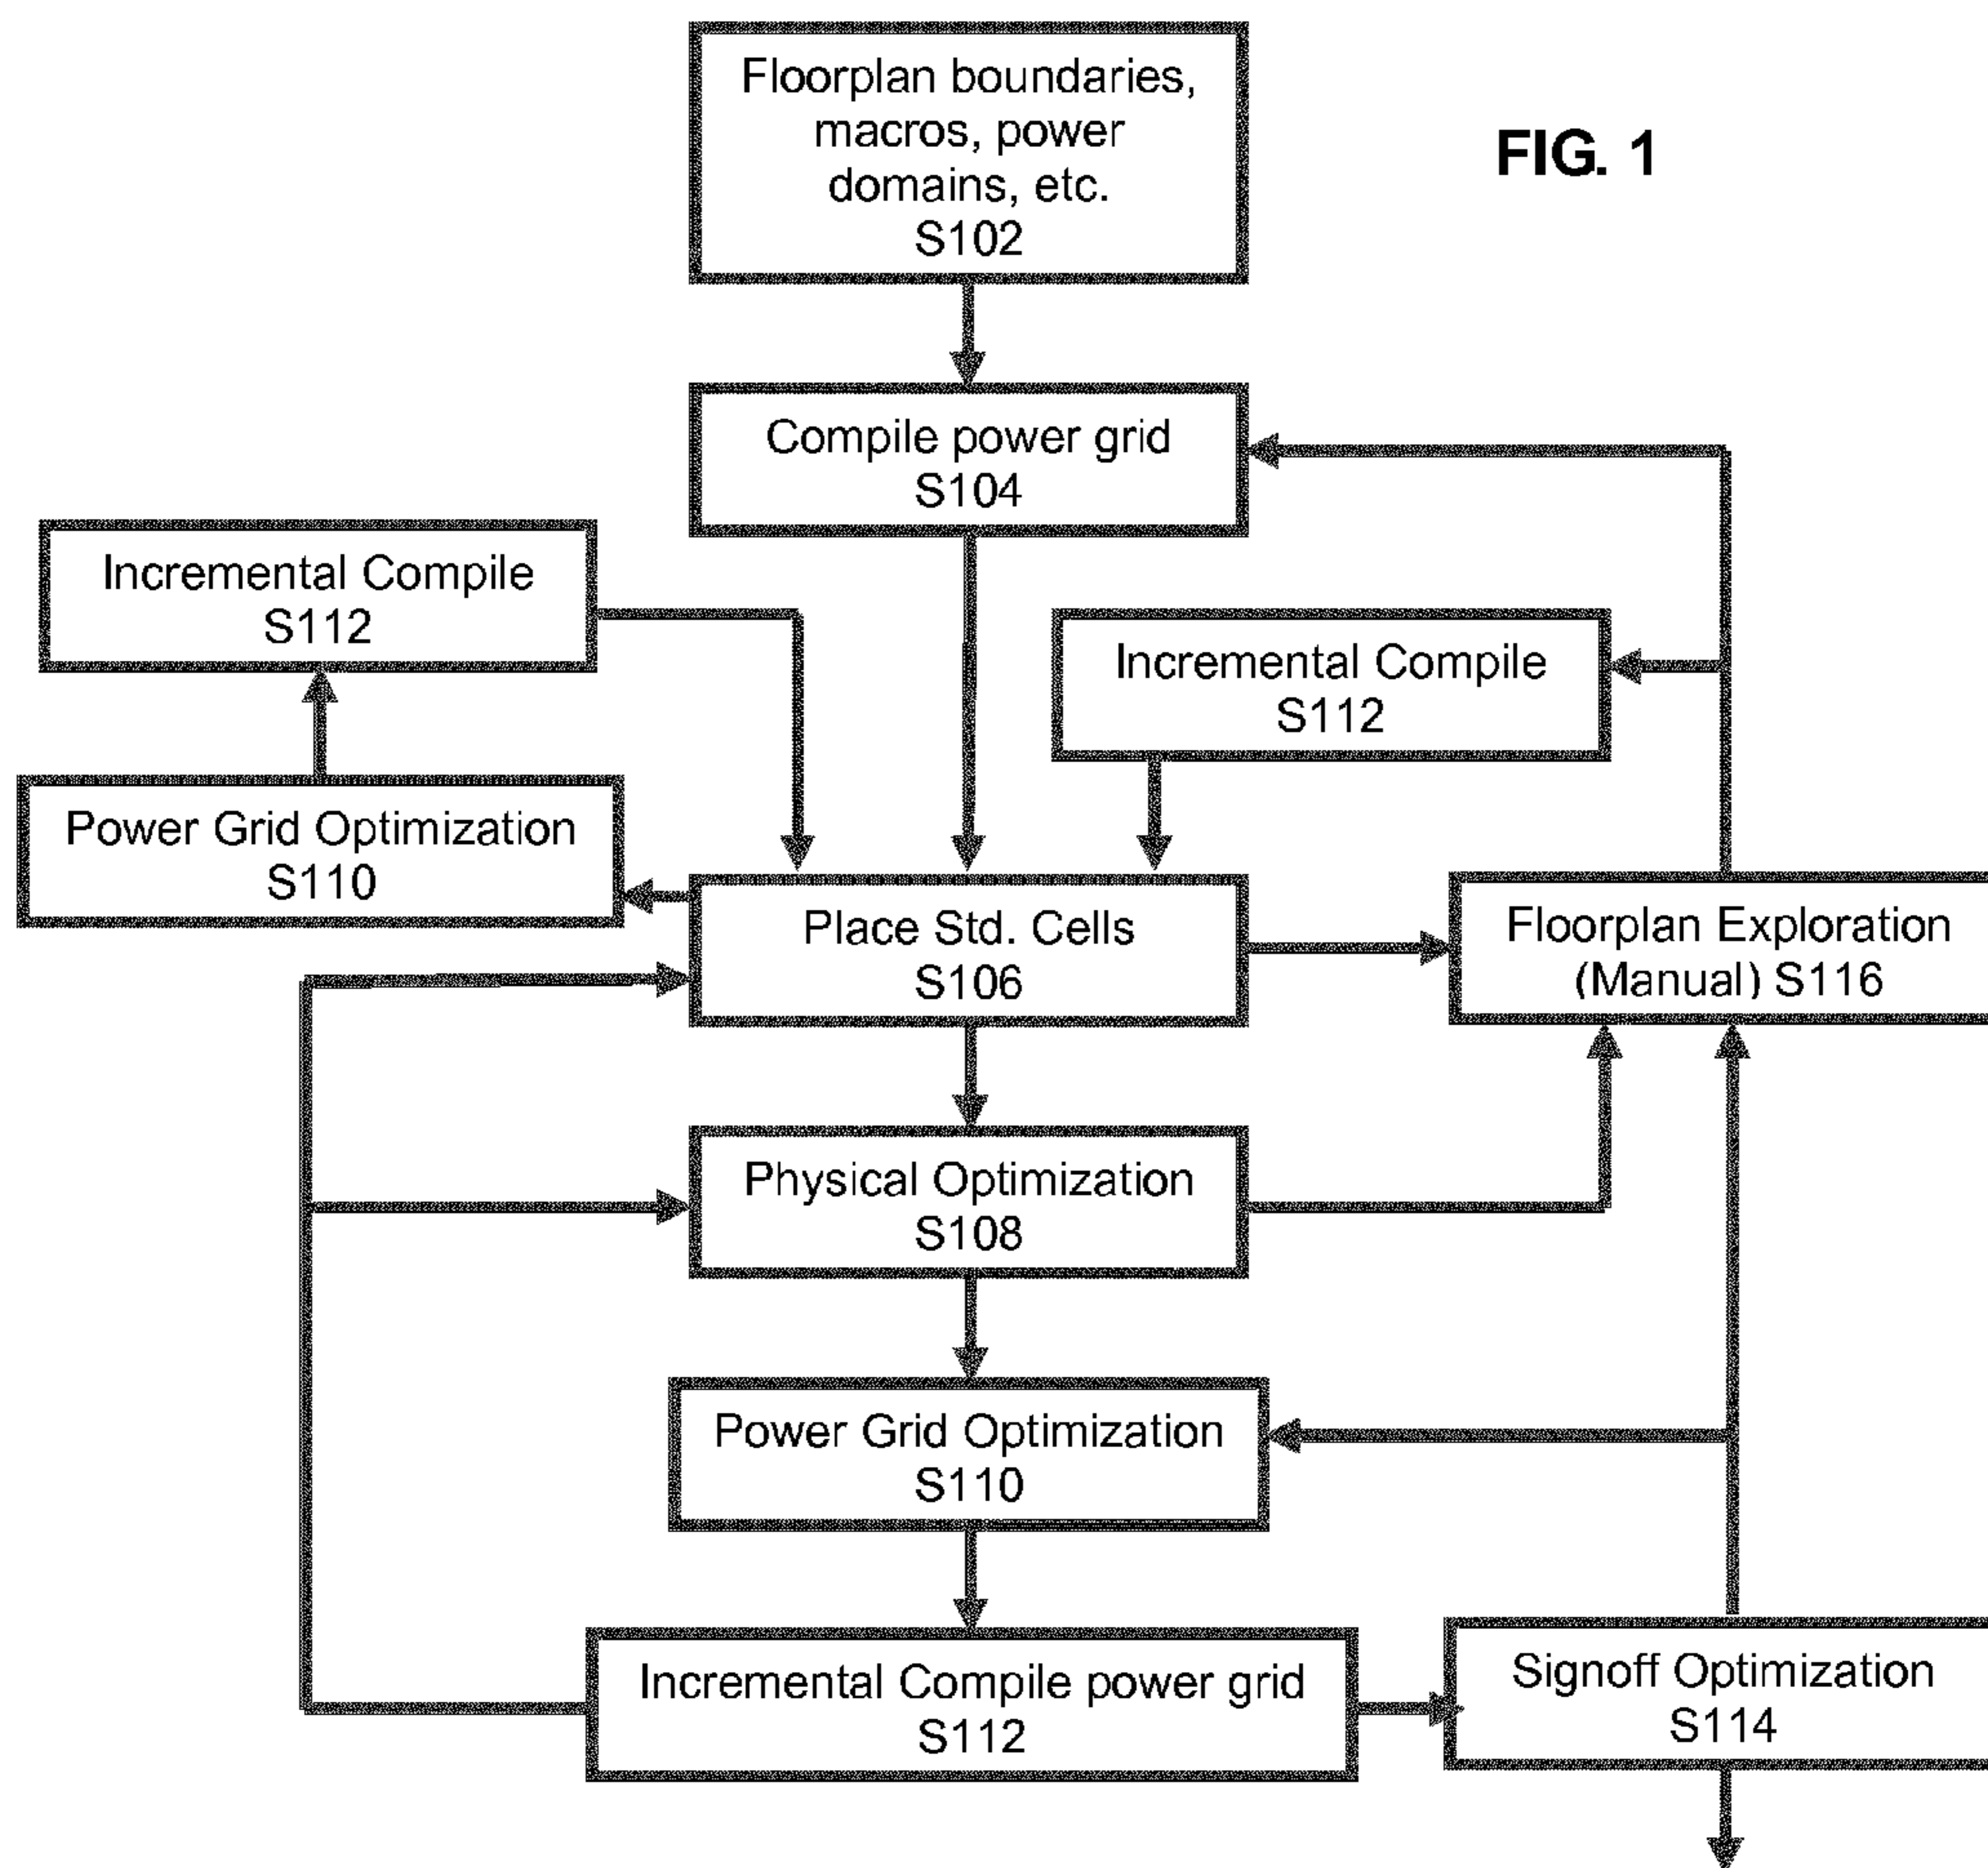 Floorplan boundaries,
macros, power
domains, etc.
S102
FIG. 1
Compile power grid
S104
Incremental Compile
S112
Incremental Compile
S112
Power Grid Optimization
S110
Place Std. Cells
S106
Floorplan Exploration
(Manual) S116
Physical Optimization
S108
Power Grid Optimization
S110
Incremental Compile power grid
S112
Signoff Optimization
S114